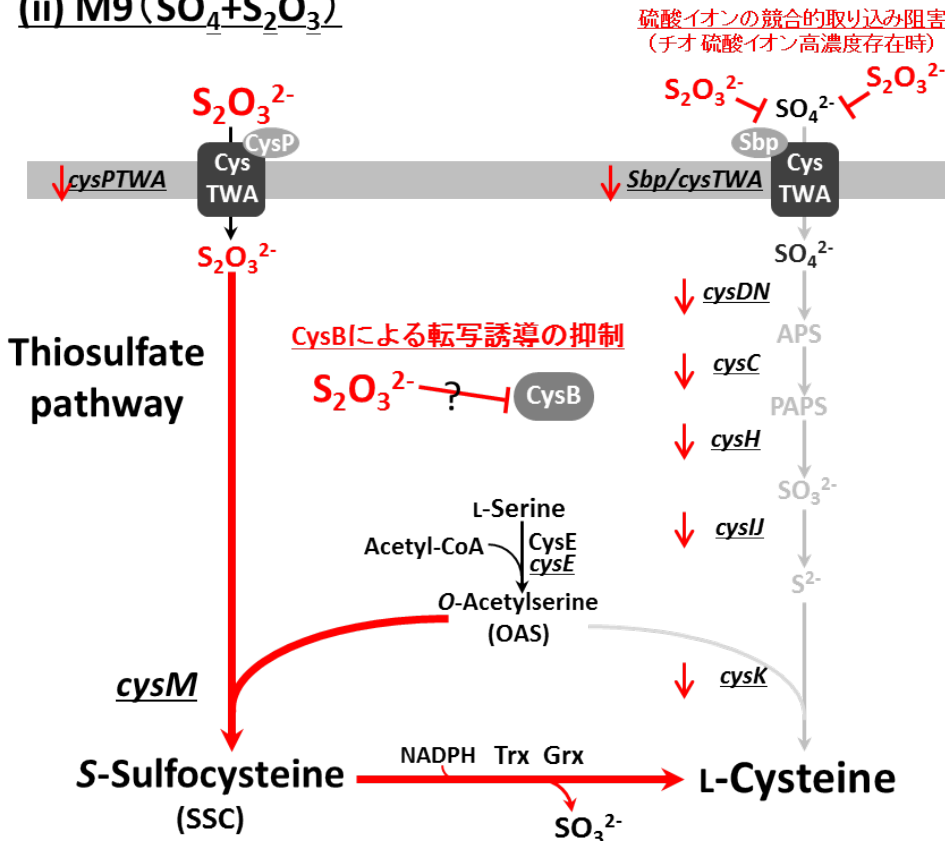 (ii) M9（SO₄+S₂O₃）
硫酸イオンの競合的取り込み阻害
（チオ硫酸イオン高濃度存在時）
S₂O₃²⁻
S₂O₃²⁻
SO₄²⁻
S₂O₃²⁻
CysP
Sbp
cysPTWA
Cys
TWA
Sbp/cysTWA
Cys
TWA
S₂O₃²⁻
SO₄²⁻
cysDN
APS
Thiosulfate
pathway
CysBによる転写誘導の抑制
cysC
S₂O₃²⁻
?
CysB
PAPS
cysH
SO₃²⁻
L-Serine
cysIJ
Acetyl-CoA
CysE
cysE
S²⁻
O-Acetylserine
(OAS)
cysM
cysK
S-Sulfocysteine
(SSC)
NADPH Trx Grx
SO₃²⁻
L-Cysteine